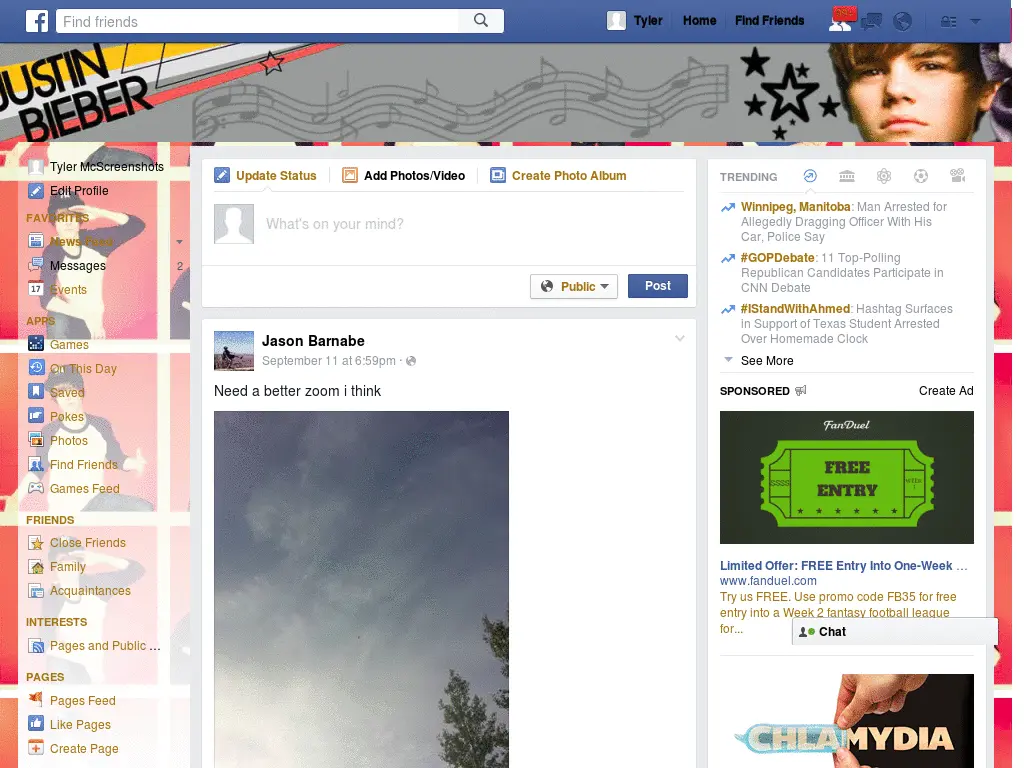 Find friends
Tyler
Home
Find Friends
JUSTIN
BIEBER
Tyler McScreenshots
Edit Profile
FAVORITES
News Feed
Messages 2
17 Events
APPS
Games
On This Day
Saved
Pokes
Photos
Find Friends
Games Feed
FRIENDS
Close Friends
Family
Acquaintances
INTERESTS
Pages and Public ...
PAGES
Pages Feed
Like Pages
Create Page
Update Status
Add Photos/Video
Create Photo Album
What's on your mind?
Public
Post
Jason Barnabe
September 11 at 6:59pm ·
Need a better zoom i think
TRENDING
Winnipeg, Manitoba: Man Arrested for
Allegedly Dragging Officer With His
Car, Police Say
#GOPDebate: 11 Top-Polling
Republican Candidates Participate in
CNN Debate
#IStandWithAhmed: Hashtag Surfaces
in Support of Texas Student Arrested
Over Homemade Clock
See More
SPONSORED
Create Ad
FanDuel
FREE
ENTRY
SSSS
Limited Offer: FREE Entry Into One-Week ...
www.fanduel.com
Try us FREE. Use promo code FB35 for free
entry into a Week 2 fantasy football league
for...
Chat
CHLAMYDIA